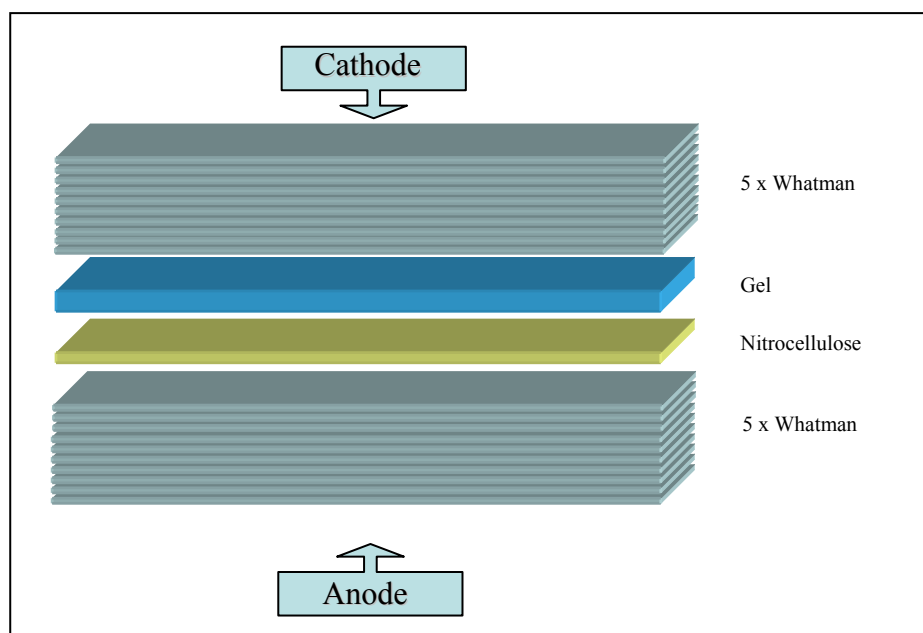 Cathode
5 x Whatman
Gel
Nitrocellulose
5 x Whatman
Anode